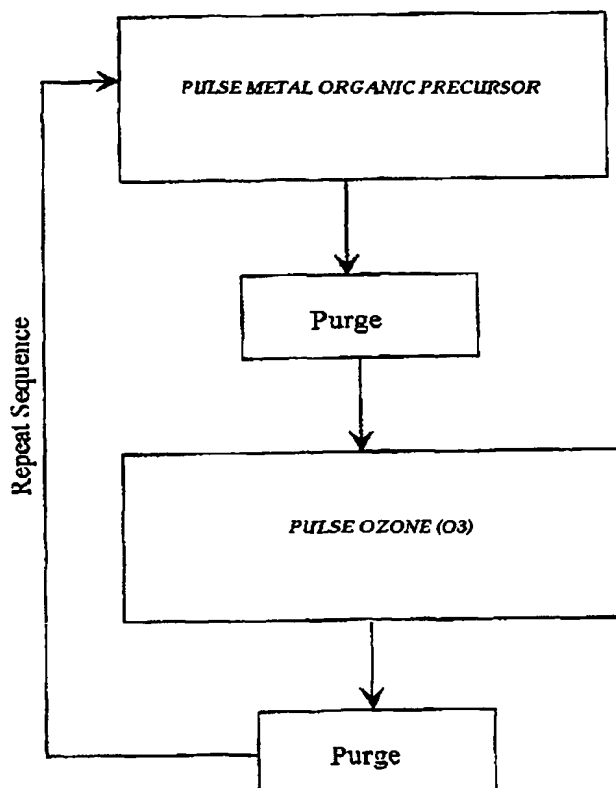 PULSE METAL ORGANIC PRECURSOR
Purge
Repeat Sequence
PULSE OZONE (O3)
Purge